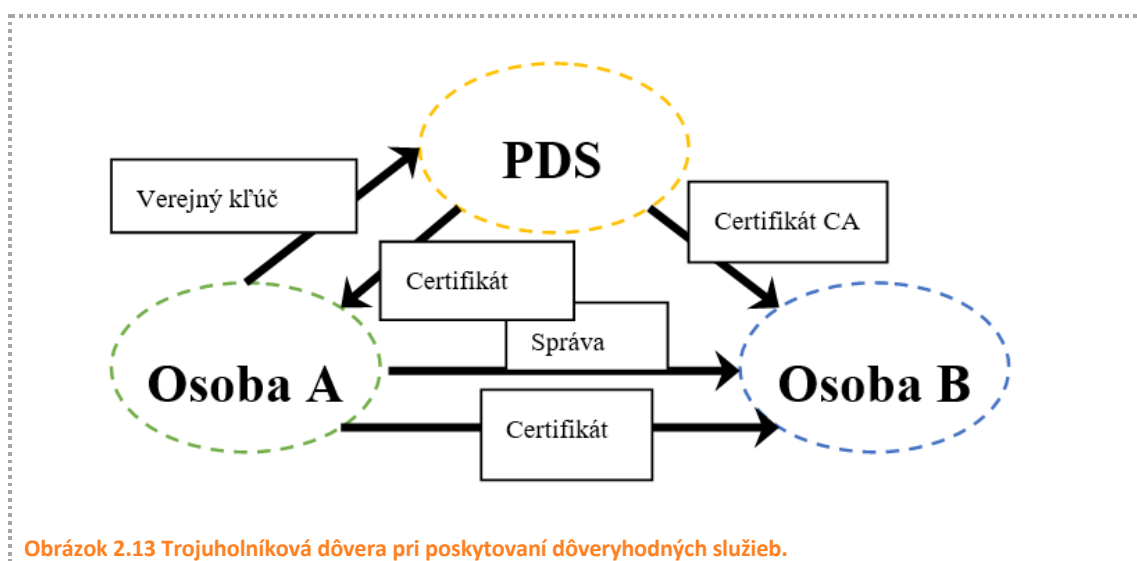 PDS
Verejný kľúč
Certifikát CA
Certifikát
Správa
Osoba A
Osoba B
Certifikát
Obrázok 2.13 Trojuholníková dôvera pri poskytovaní dôveryhodných služieb.